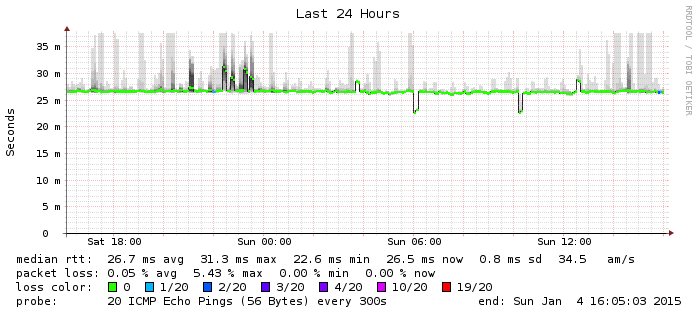 Last 24 Hours
RRDTOOL / TOBI OETIKER
Seconds
35 m
30 m
25 m
20 m
15 m
10 m
5 m
0
Sat 18:00 Sun 00:00 Sun 06:00 Sun 12:00
median rtt: 26.7 ms avg 31.3 ms max 22.6 ms min 26.5 ms now 0.8 ms sd 34.5 am/s
packet loss: 0.05 % avg 5.43 % max 0.00 % min 0.00 % now
loss color: 0 1/20 2/20 3/20 4/20 10/20 19/20
probe: 20 ICMP Echo Pings (56 Bytes) every 300s end: Sun Jan 4 16:05:03 2015